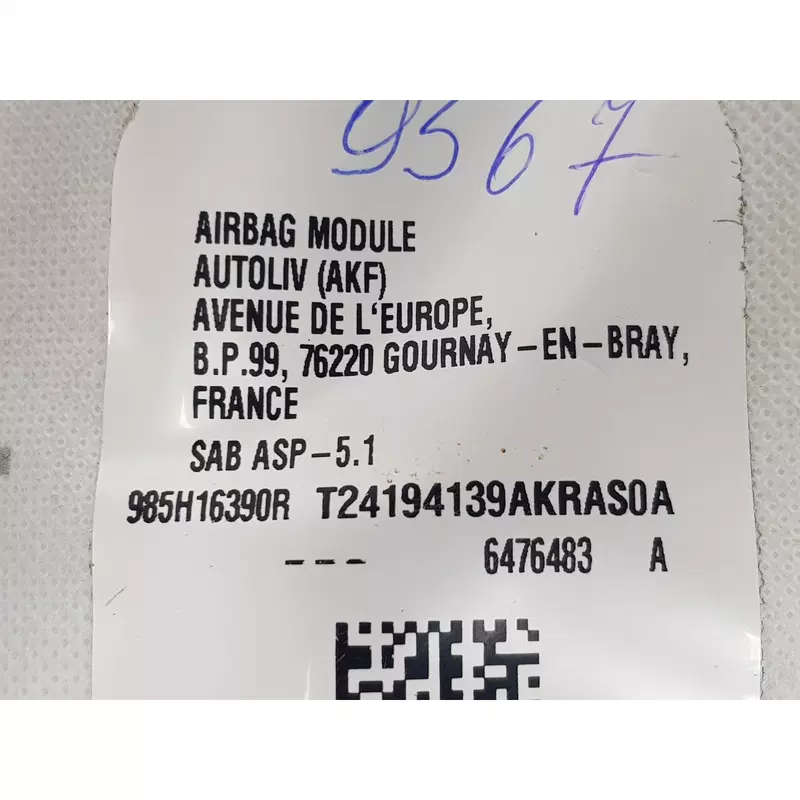 9567
AIRBAG MODULE
AUTOLIV (AKF)
AVENUE DE L'EUROPE,
B.P.99, 76220 GOURNAY-EN-BRAY,
FRANCE
SAB ASP-5.1
985H16390R T24194139AKRAS0A
--- 6476483 A